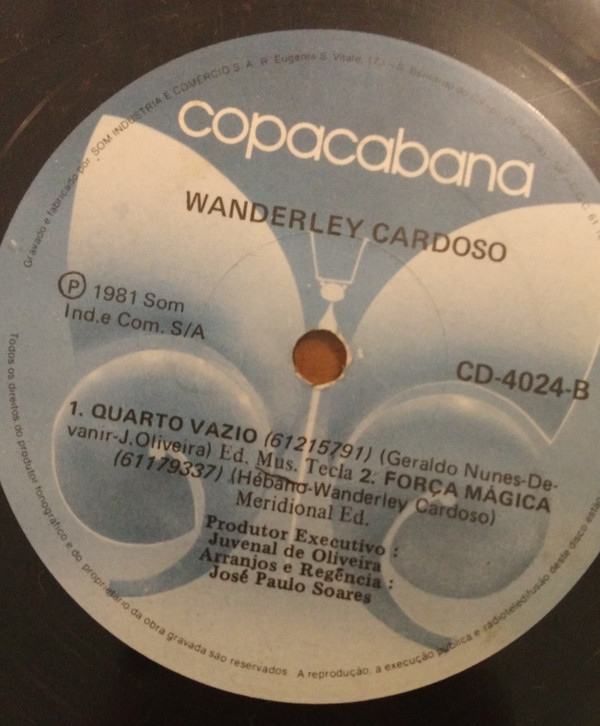 copacabana
WANDERLEY CARDOSO
Ⓟ 1981 Som
Ind.e Com. S/A
CD-4024-B
1. QUARTO VAZIO (61215791) (Geraldo Nunes-De-
vanir-J.Oliveira) Ed. Mus. Tecla 2. FORÇA MÁGICA
(61179337) (Hébano-Wanderley Cardoso)
Meridional Ed.
Produtor Executivo :
Juvenal de Oliveira
Arranjos e Regência :
José Paulo Soares
Gravado e fabricado por SOM INDÚSTRIA E COMÉRCIO S. A. R. Eugênia S. Vitale, 173
Todos os direitos do produtor fonográfico e do proprietário da obra gravada são reservados. A reprodução, a execução pública e radioteledifusão deste disco estão